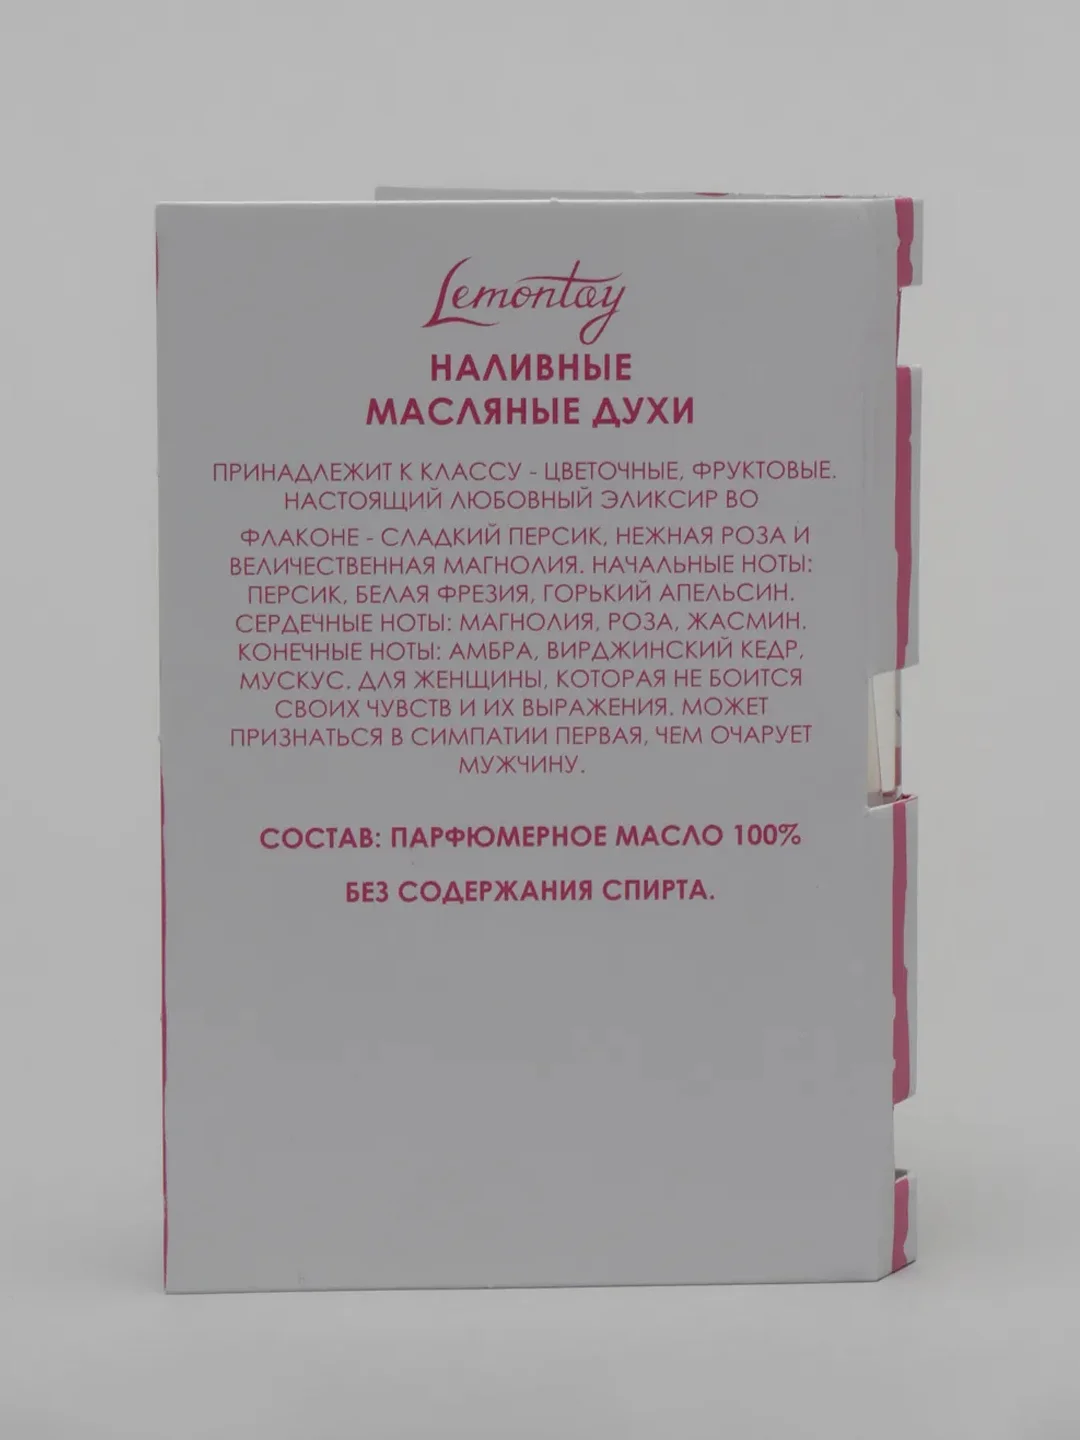 Lemontay
НАЛИВНЫЕ
МАСЛЯНЫЕ ДУХИ
ПРИНАДЛЕЖИТ К КЛАССУ - ЦВЕТОЧНЫЕ, ФРУКТОВЫЕ.
НАСТОЯЩИЙ ЛЮБОВНЫЙ ЭЛИКСИР ВО
ФЛАКОНЕ - СЛАДКИЙ ПЕРСИК, НЕЖНАЯ РОЗА И
ВЕЛИЧЕСТВЕННАЯ МАГНОЛИЯ. НАЧАЛЬНЫЕ НОТЫ:
ПЕРСИК, БЕЛАЯ ФРЕЗИЯ, ГОРЬКИЙ АПЕЛЬСИН.
СЕРДЕЧНЫЕ НОТЫ: МАГНОЛИЯ, РОЗА, ЖАСМИН.
КОНЕЧНЫЕ НОТЫ: АМБРА, ВИРДЖИНСКИЙ КЕДР,
МУСКУС. ДЛЯ ЖЕНЩИНЫ, КОТОРАЯ НЕ БОИТСЯ
СВОИХ ЧУВСТВ И ИХ ВЫРАЖЕНИЯ. МОЖЕТ
ПРИЗНАТЬСЯ В СИМПАТИИ ПЕРВАЯ, ЧЕМ ОЧАРУЕТ
МУЖЧИНУ.
СОСТАВ: ПАРФЮМЕРНОЕ МАСЛО 100%
БЕЗ СОДЕРЖАНИЯ СПИРТА.